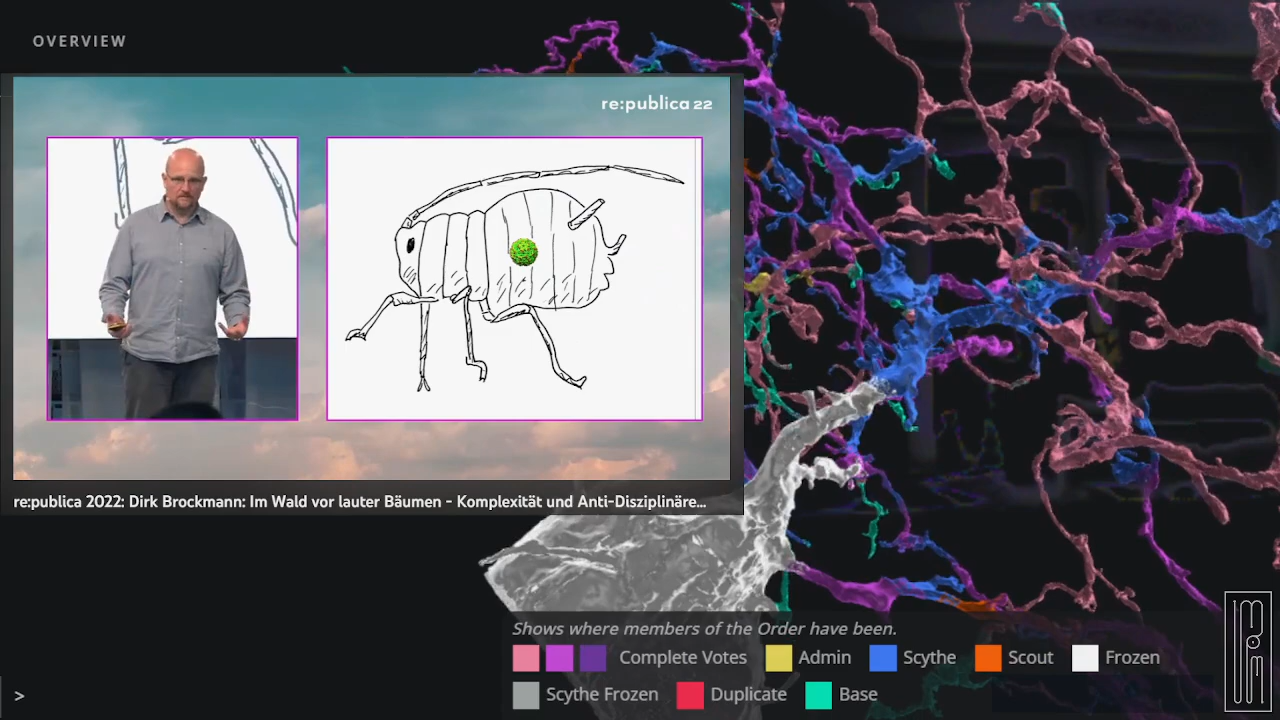 OVERVIEW
re:publica 22
re:publica 2022: Dirk Brockmann: Im Wald vor lauter Bäumen - Komplexität und Anti-Disziplinäre...
Shows where members of the Order have been.
Complete Votes Admin Scythe Scout Frozen
Scythe Frozen Duplicate Base
>